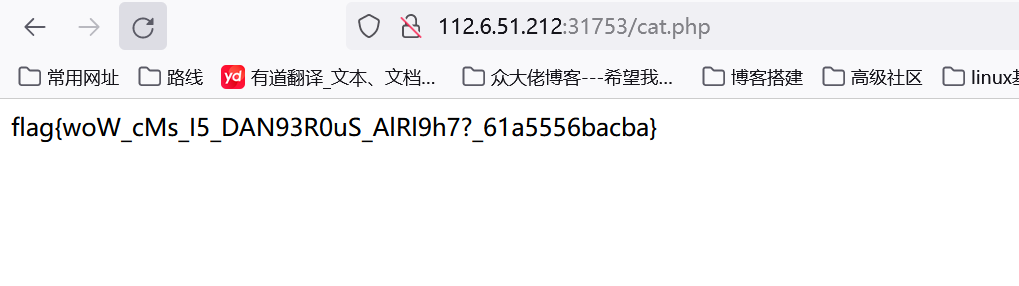 112.6.51.212:31753/cat.php
常用网址 路线 yd 有道翻译_文本、文档... 众大佬博客---希望我... 博客搭建 高级社区 linux基
flag{woW_cMs_I5_DAN93R0uS_AlRl9h7?_61a5556bacba}